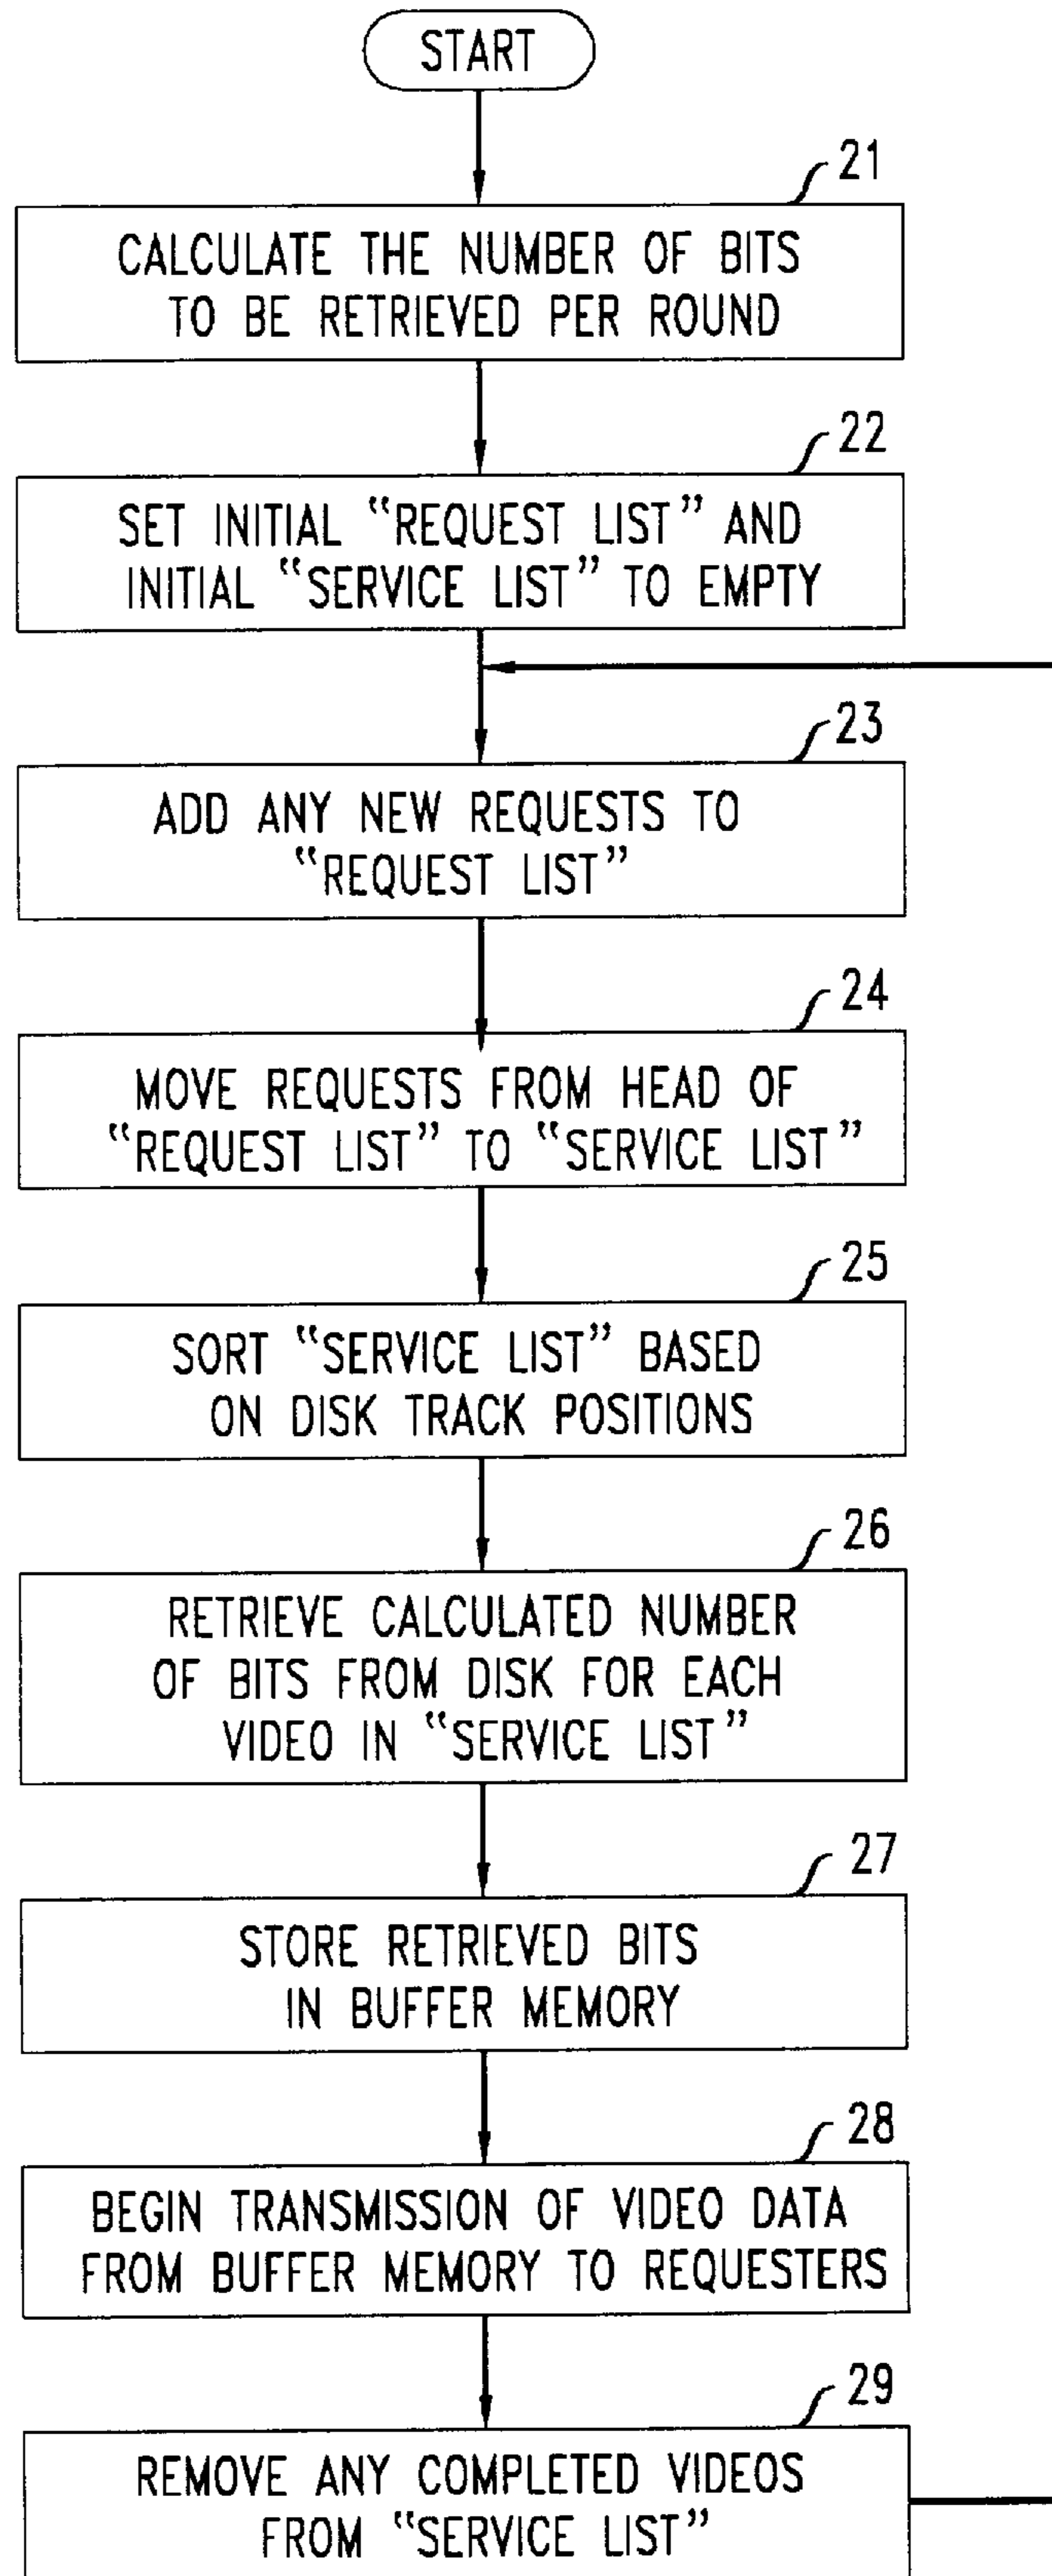 START
21
CALCULATE THE NUMBER OF BITS
TO BE RETRIEVED PER ROUND
22
SET INITIAL “REQUEST LIST” AND
INITIAL “SERVICE LIST” TO EMPTY
23
ADD ANY NEW REQUESTS TO
“REQUEST LIST”
24
MOVE REQUESTS FROM HEAD OF
“REQUEST LIST” TO “SERVICE LIST”
25
SORT “SERVICE LIST” BASED
ON DISK TRACK POSITIONS
26
RETRIEVE CALCULATED NUMBER
OF BITS FROM DISK FOR EACH
VIDEO IN “SERVICE LIST”
27
STORE RETRIEVED BITS
IN BUFFER MEMORY
28
BEGIN TRANSMISSION OF VIDEO DATA
FROM BUFFER MEMORY TO REQUESTERS
29
REMOVE ANY COMPLETED VIDEOS
FROM “SERVICE LIST”